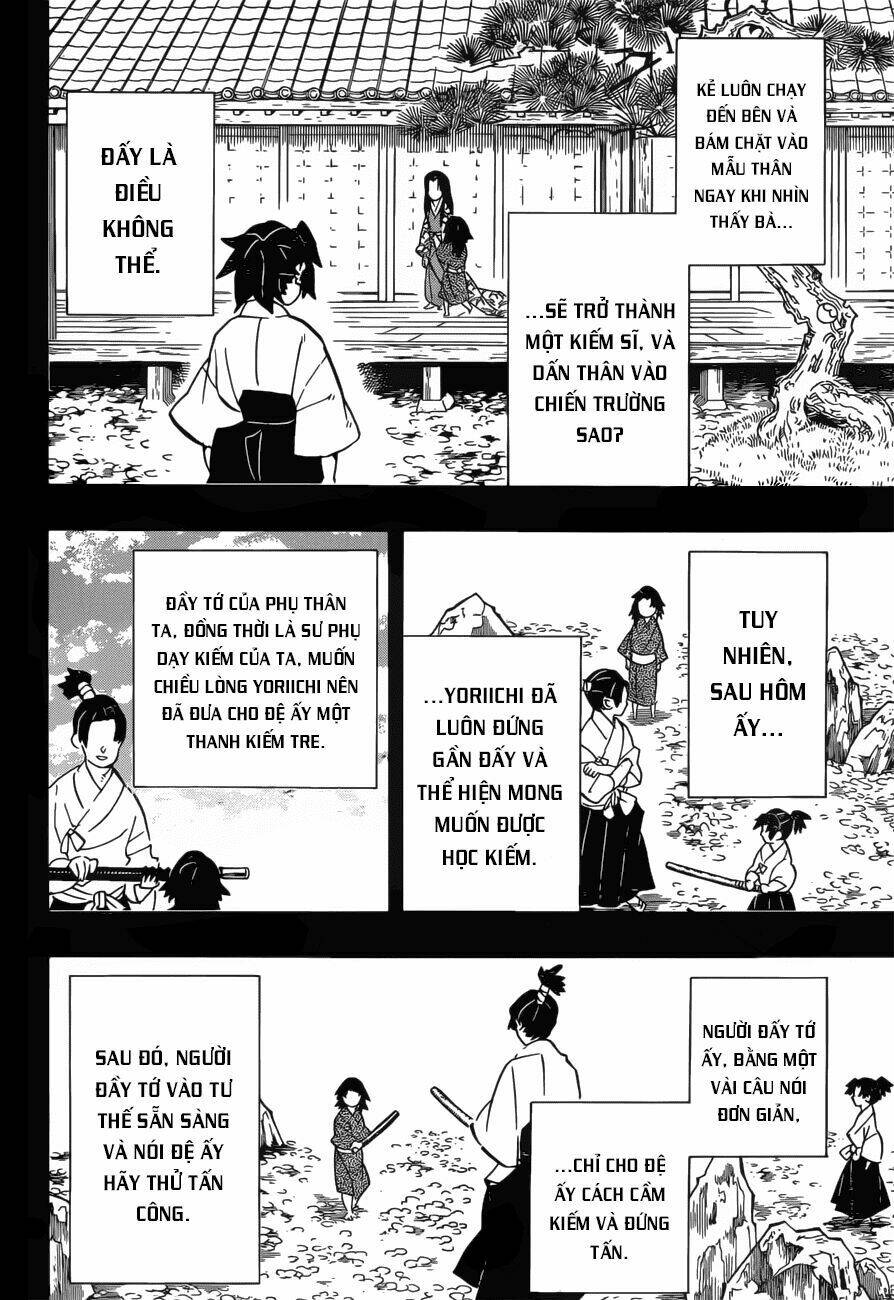 KẺ LUÔN CHẠY
ĐẾN BÊN VÀ
BÁM CHẶT VÀO
MẪU THÂN
NGAY KHI NHÌN
THẤY BÀ...
...SẼ TRỞ THÀNH
MỘT KIẾM SĨ, VÀ
DẤN THÂN VÀO
CHIẾN TRƯỜNG
SAO?
ĐẤY LÀ
ĐIỀU
KHÔNG
THỂ.
TUY
NHIÊN,
SAU HÔM
ẤY...
...YORIICHI ĐÃ
LUÔN ĐỨNG
GẦN ĐẤY VÀ
THỂ HIỆN MONG
MUỐN ĐƯỢC
HỌC KIẾM.
ĐẦY TỚ CỦA PHỤ THÂN
TA, ĐỒNG THỜI LÀ SƯ PHỤ
DẠY KIẾM CỦA TA, MUỐN
CHIỀU LÒNG YORIICHI NÊN
ĐÃ ĐƯA CHO ĐỆ ẤY MỘT
THANH KIẾM TRE.
NGƯỜI ĐẤY TỚ
ẤY, BẰNG MỘT
VÀI CÂU NÓI
ĐƠN GIẢN,
...CHỈ CHO ĐỆ
ẤY CÁCH CẦM
KIẾM VÀ ĐỨNG
TẤN.
SAU ĐÓ, NGƯỜI
ĐẦY TỚ VÀO TƯ
THẾ SẴN SÀNG
VÀ NÓI ĐỆ ẤY
HÃY THỬ TẤN
CÔNG.